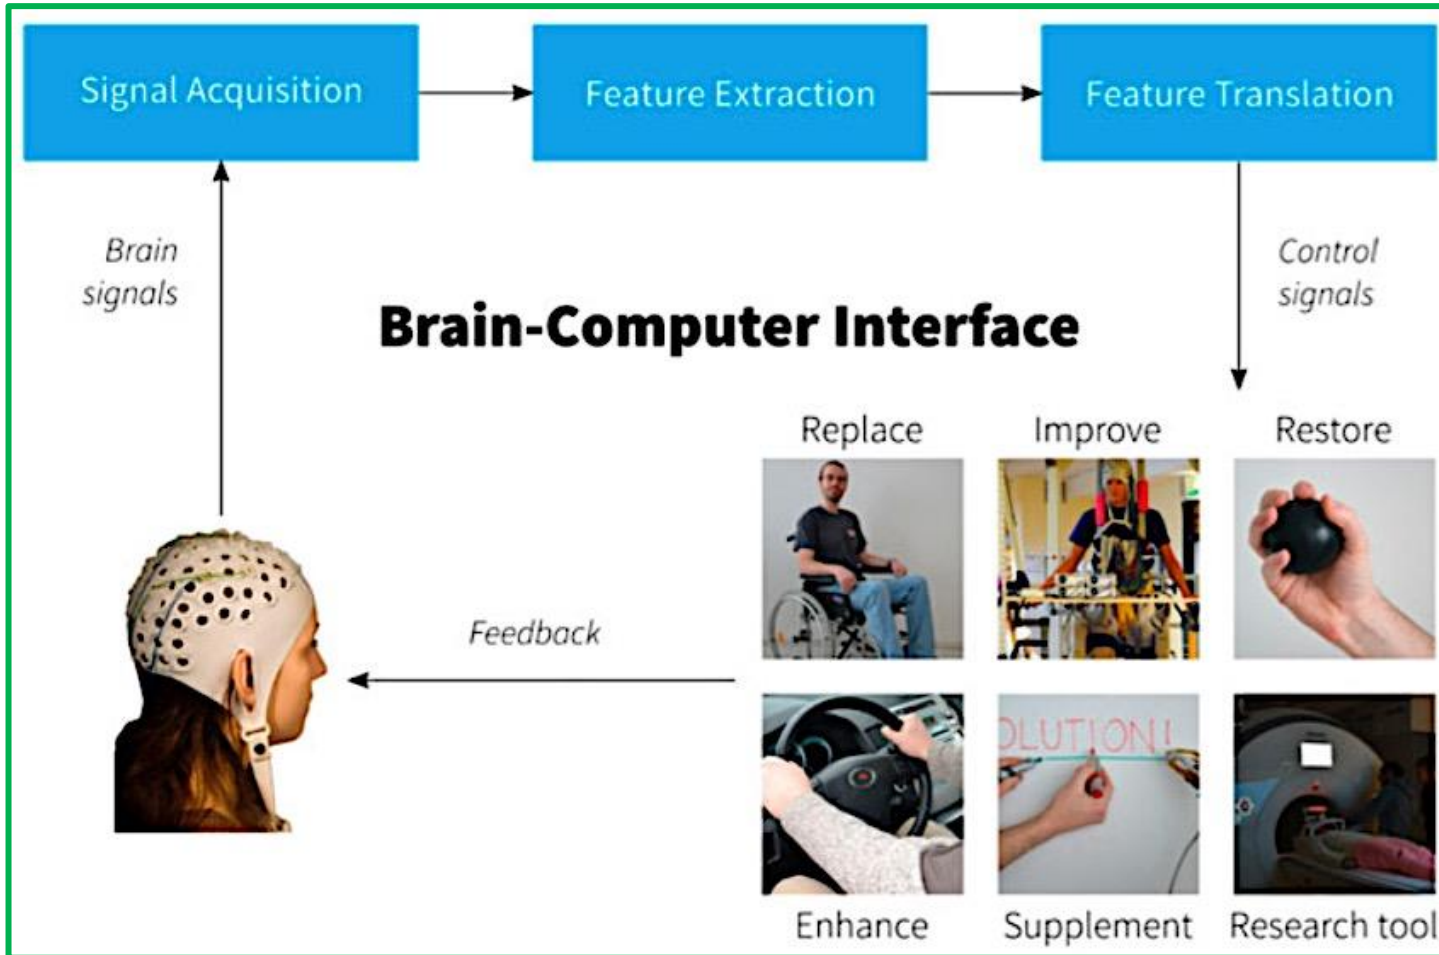 Signal Acquisition
Feature Extraction
Feature Translation
Brain
signals
Control
signals
Brain-Computer Interface
Replace
Improve
Restore
Feedback
OLUTION!
Enhance
Supplement
Research tool